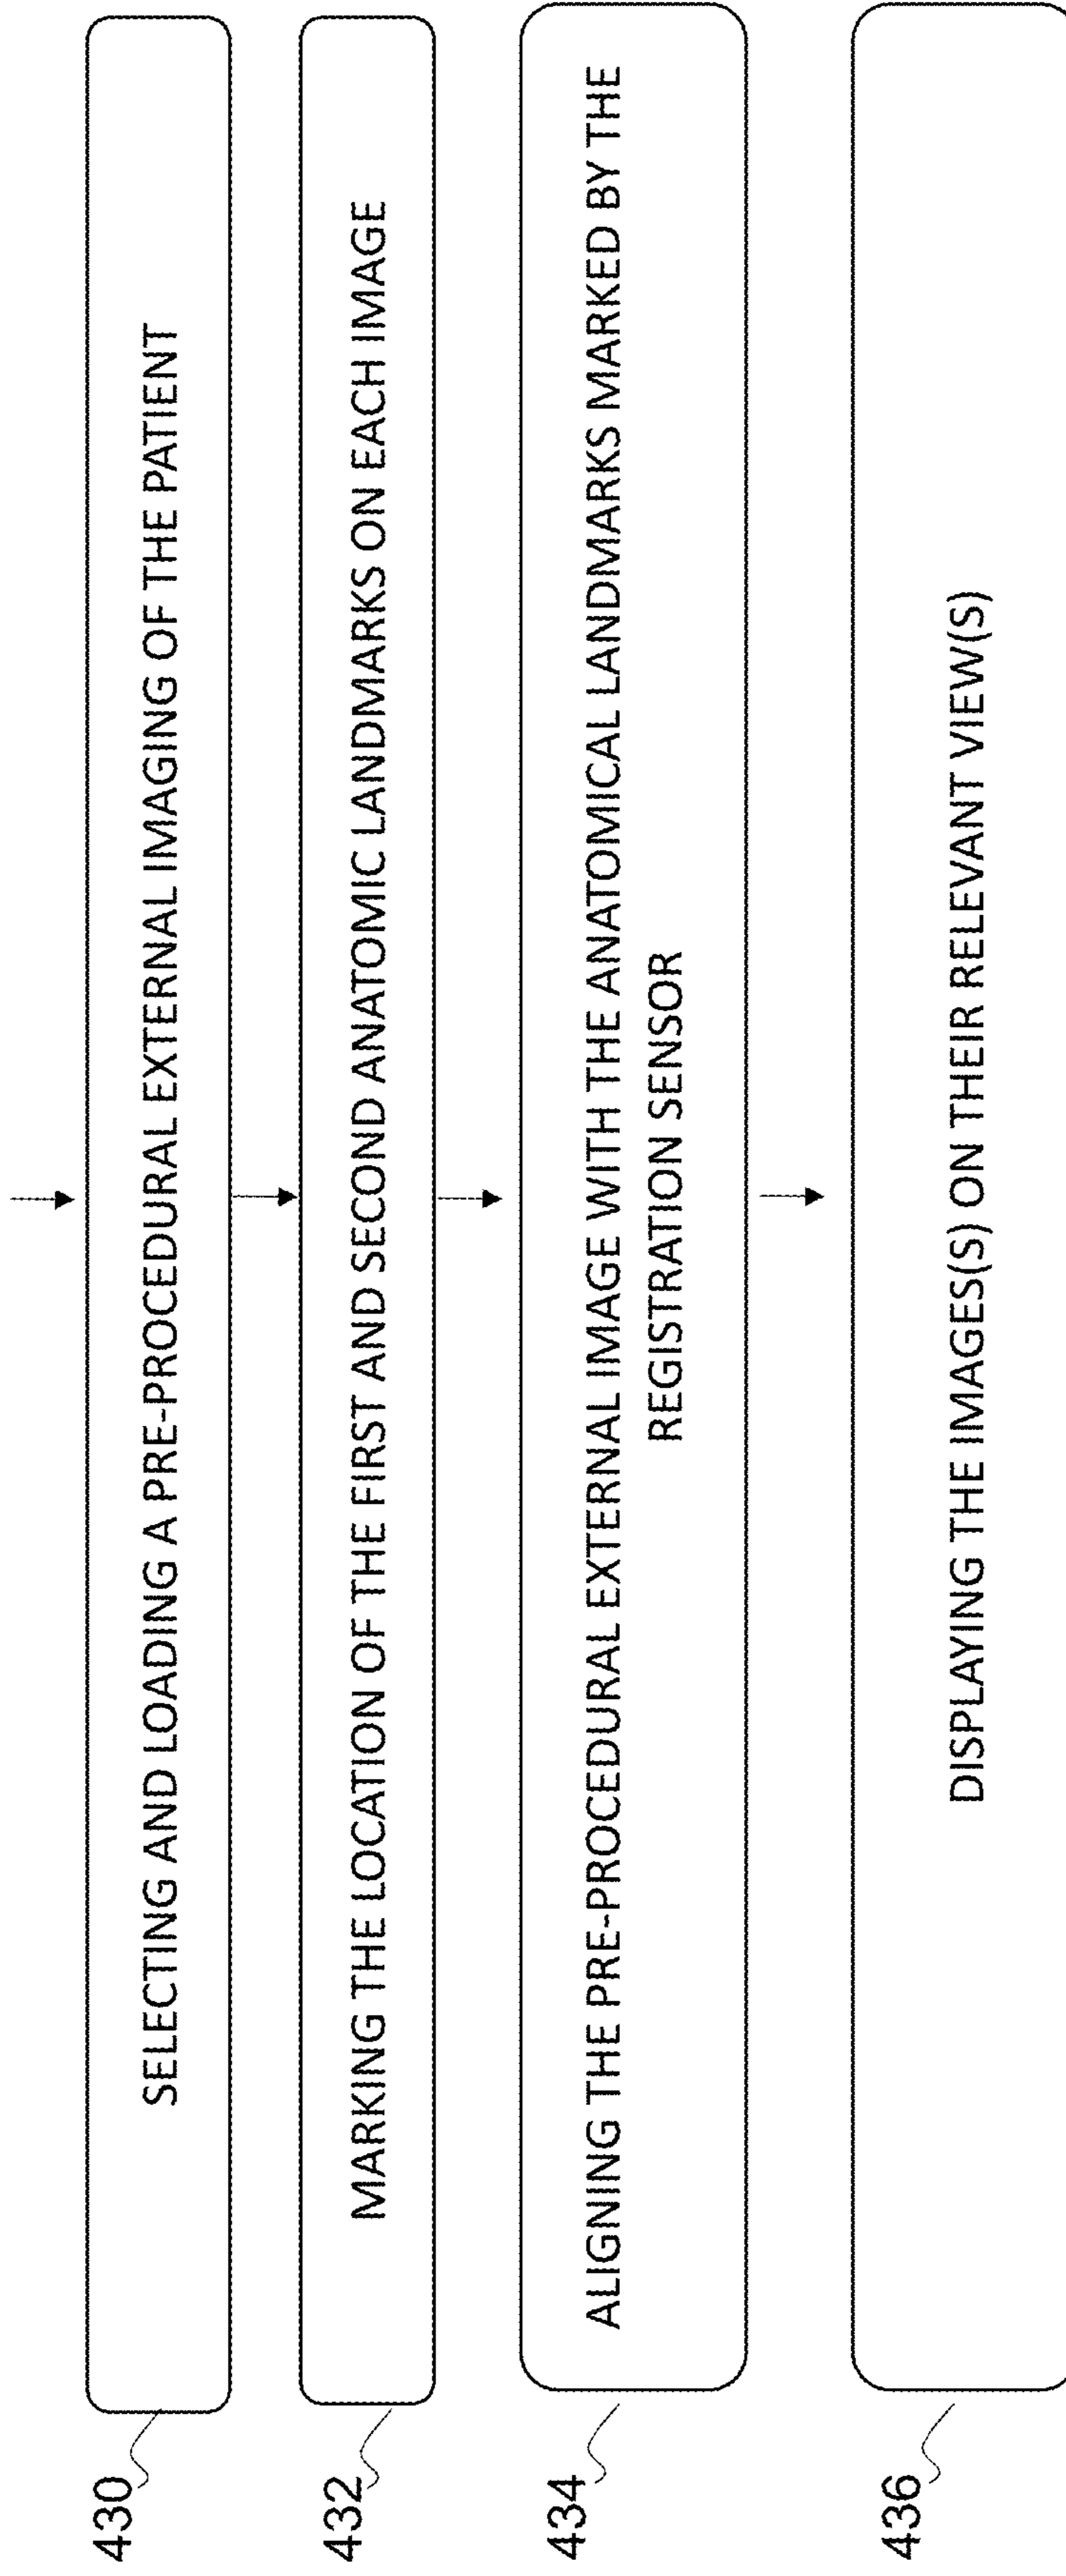 430
SELECTING AND LOADING A PRE-PROCEDURAL EXTERNAL IMAGING OF THE PATIENT
432
MARKING THE LOCATION OF THE FIRST AND SECOND ANATOMIC LANDMARKS ON EACH IMAGE
434
ALIGNING THE PRE-PROCEDURAL EXTERNAL IMAGE WITH THE ANATOMICAL LANDMARKS MARKED BY THE
REGISTRATION SENSOR
436
DISPLAYING THE IMAGES(S) ON THEIR RELEVANT VIEW(S)